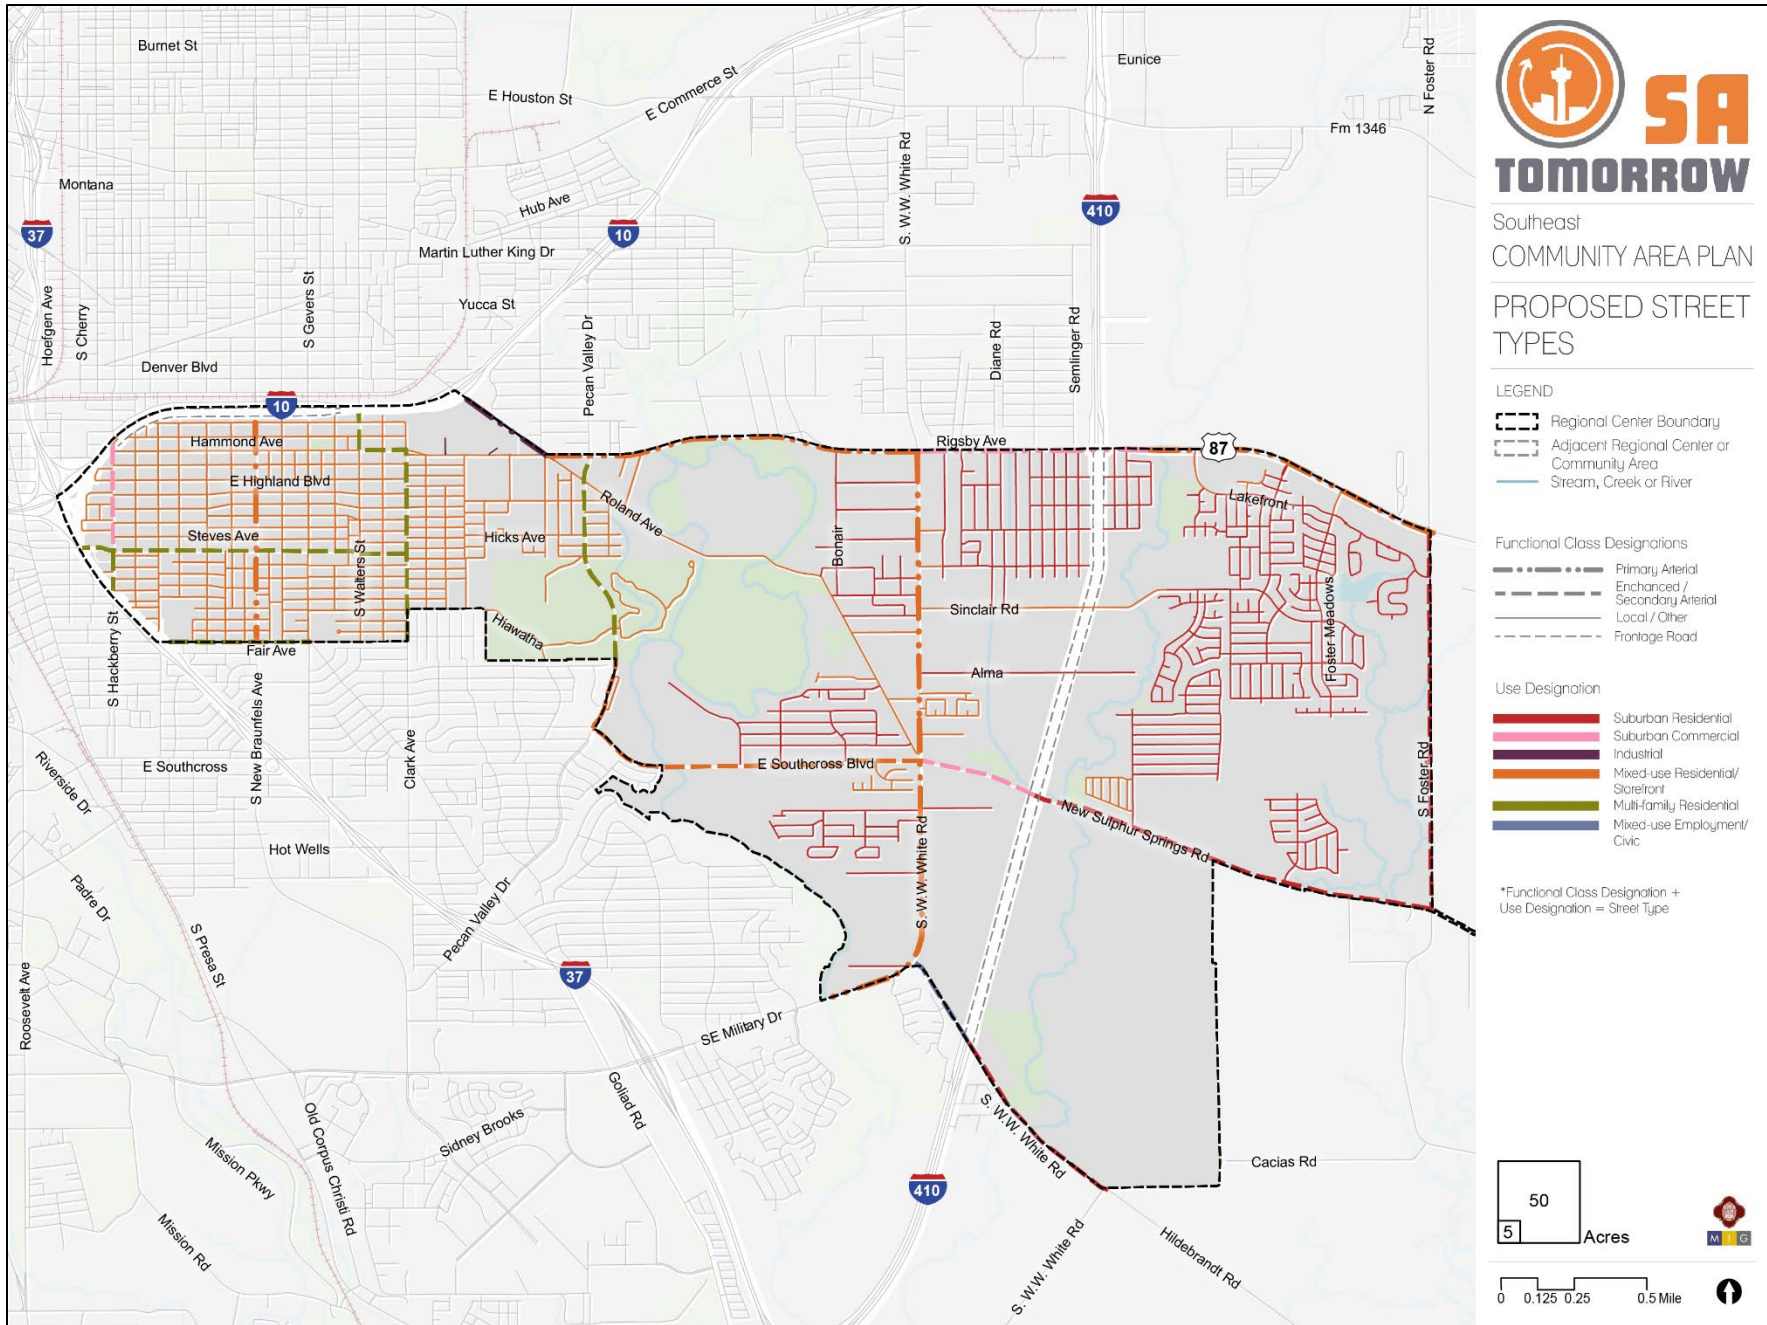 Burnet St
E Houston St
E Commerce St
Eunice
N Foster Rd
Fm 1346
Montana
Hub Ave
S. W.W. White Rd
37
10
410
Martin Luther King Dr
Hoefgen Ave
S Cherry
S Gevers St
Yucca St
Pecan Valley Dr
Diane Rd
Semlinger Rd
Denver Blvd
10
Hammond Ave
Rigsby Ave
87
E Highland Blvd
Roland Ave
Lakefront
Steves Ave
Hicks Ave
Bonair
S Walters St
Sinclair Rd
Foster Meadows
Hiawatha
S Hackberry St
Fair Ave
Alma
S New Braunfels Ave
Clark Ave
E Southcross
E Southcross Blvd
Riverside Dr
New Sulphur Springs Rd
S Foster Rd
Hot Wells
S. W.W. White Rd
Padre Dr
Pecan Valley Dr
S Presa St
37
Roosevelt Ave
SE Military Dr
Goliad Rd
Old Corpus Christi Rd
Sidney Brooks
S. W.W. White Rd
Mission Pkwy
Cacias Rd
410
Mission Rd
S. W.W. White Rd
Hildebrandt Rd
SA
TOMORROW
Southeast
COMMUNITY AREA PLAN
PROPOSED STREET
TYPES
LEGEND
Regional Center Boundary
Adjacent Regional Center or
Community Area
Stream, Creek or River
Functional Class Designations
Primary Arterial
Enchanced /
Secondary Arterial
Local / Other
Frontage Road
Use Designation
Suburban Residential
Suburban Commercial
Industrial
Mixed-use Residential/
Storefront
Multi-family Residential
Mixed-use Employment/
Civic
*Functional Class Designation +
Use Designation = Street Type
50
5
Acres
M I G
0 0.125 0.25 0.5 Mile